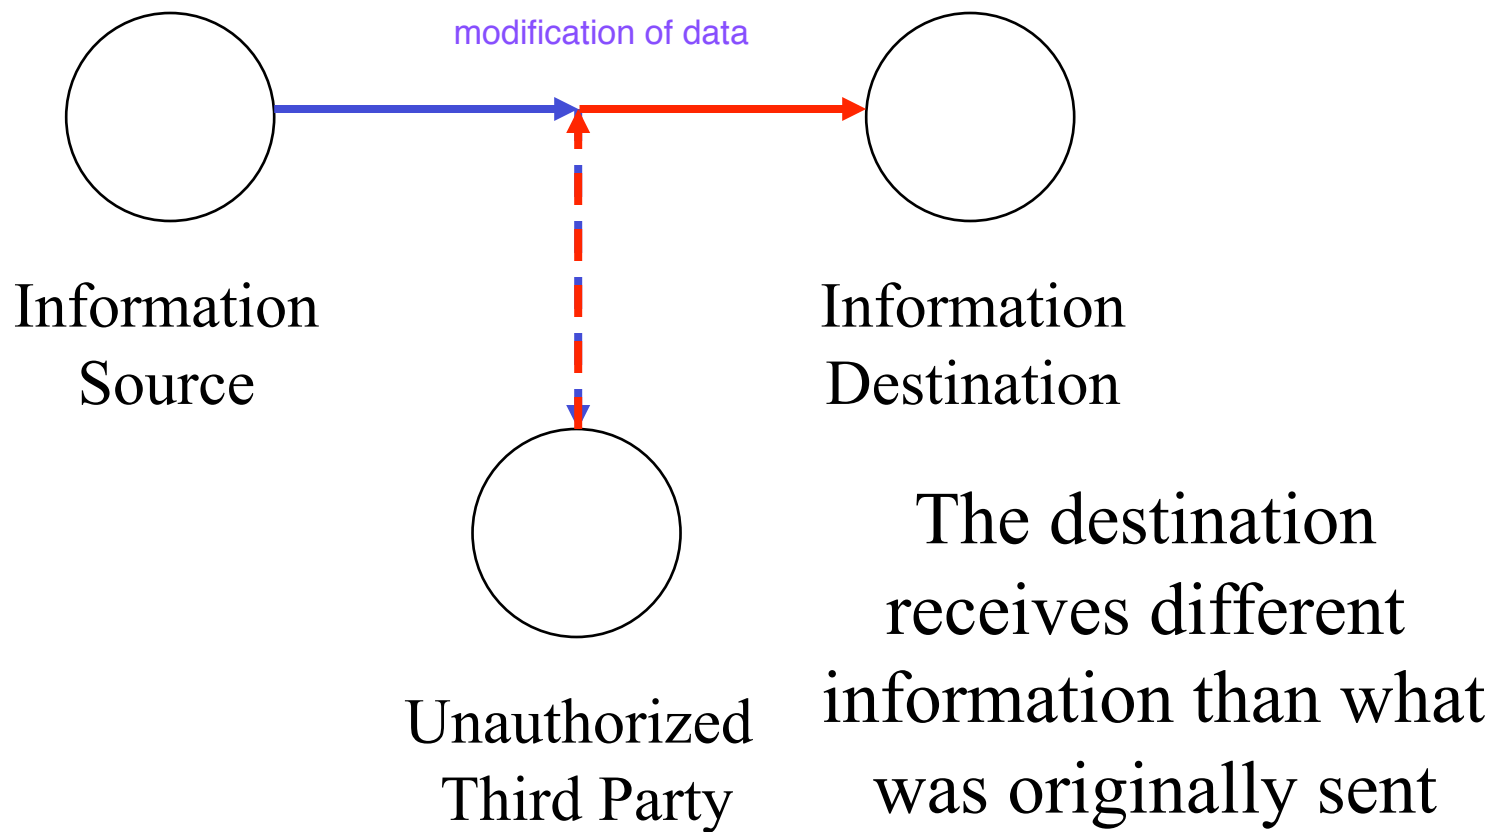 modification of data
Information
Source
Information
Destination
The destination
receives different
information than what
was originally sent
Unauthorized
Third Party